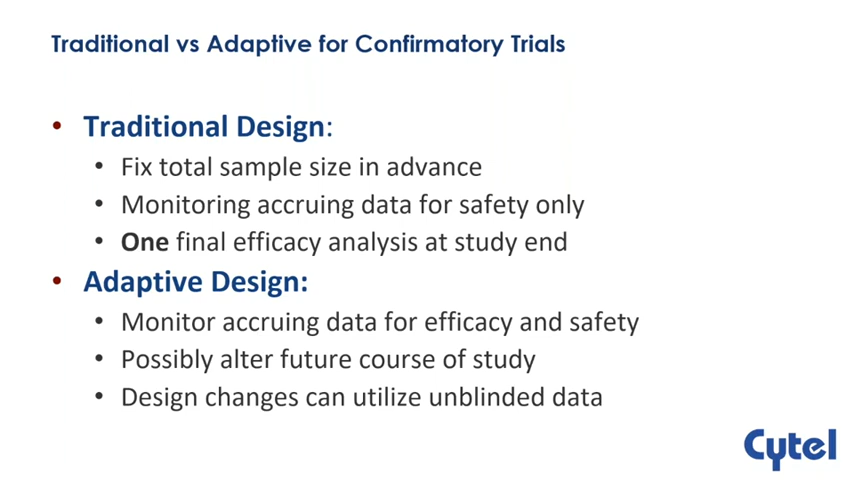 Traditional vs Adaptive for Confirmatory Trials
• Traditional Design:
• Fix total sample size in advance
• Monitoring accruing data for safety only
• One final efficacy analysis at study end
• Adaptive Design:
• Monitor accruing data for efficacy and safety
• Possibly alter future course of study
• Design changes can utilize unblinded data
Cytel